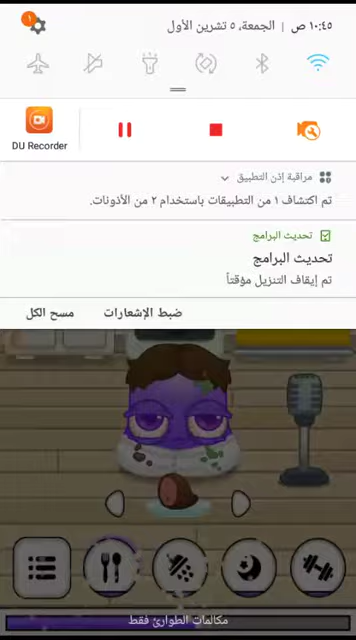 ١٠:٤٥ ص | الجمعة، ٥ تشرين الأول
١
DU Recorder
مراقبة إذن التطبيق
تم اكتشاف ١ من التطبيقات باستخدام ٢ من الأذونات.
تحديث البرامج
تحديث البرامج
تم إيقاف التنزيل مؤقتاً
ضبط الإشعارات
مسح الكل
مكالمات الطوارئ فقط